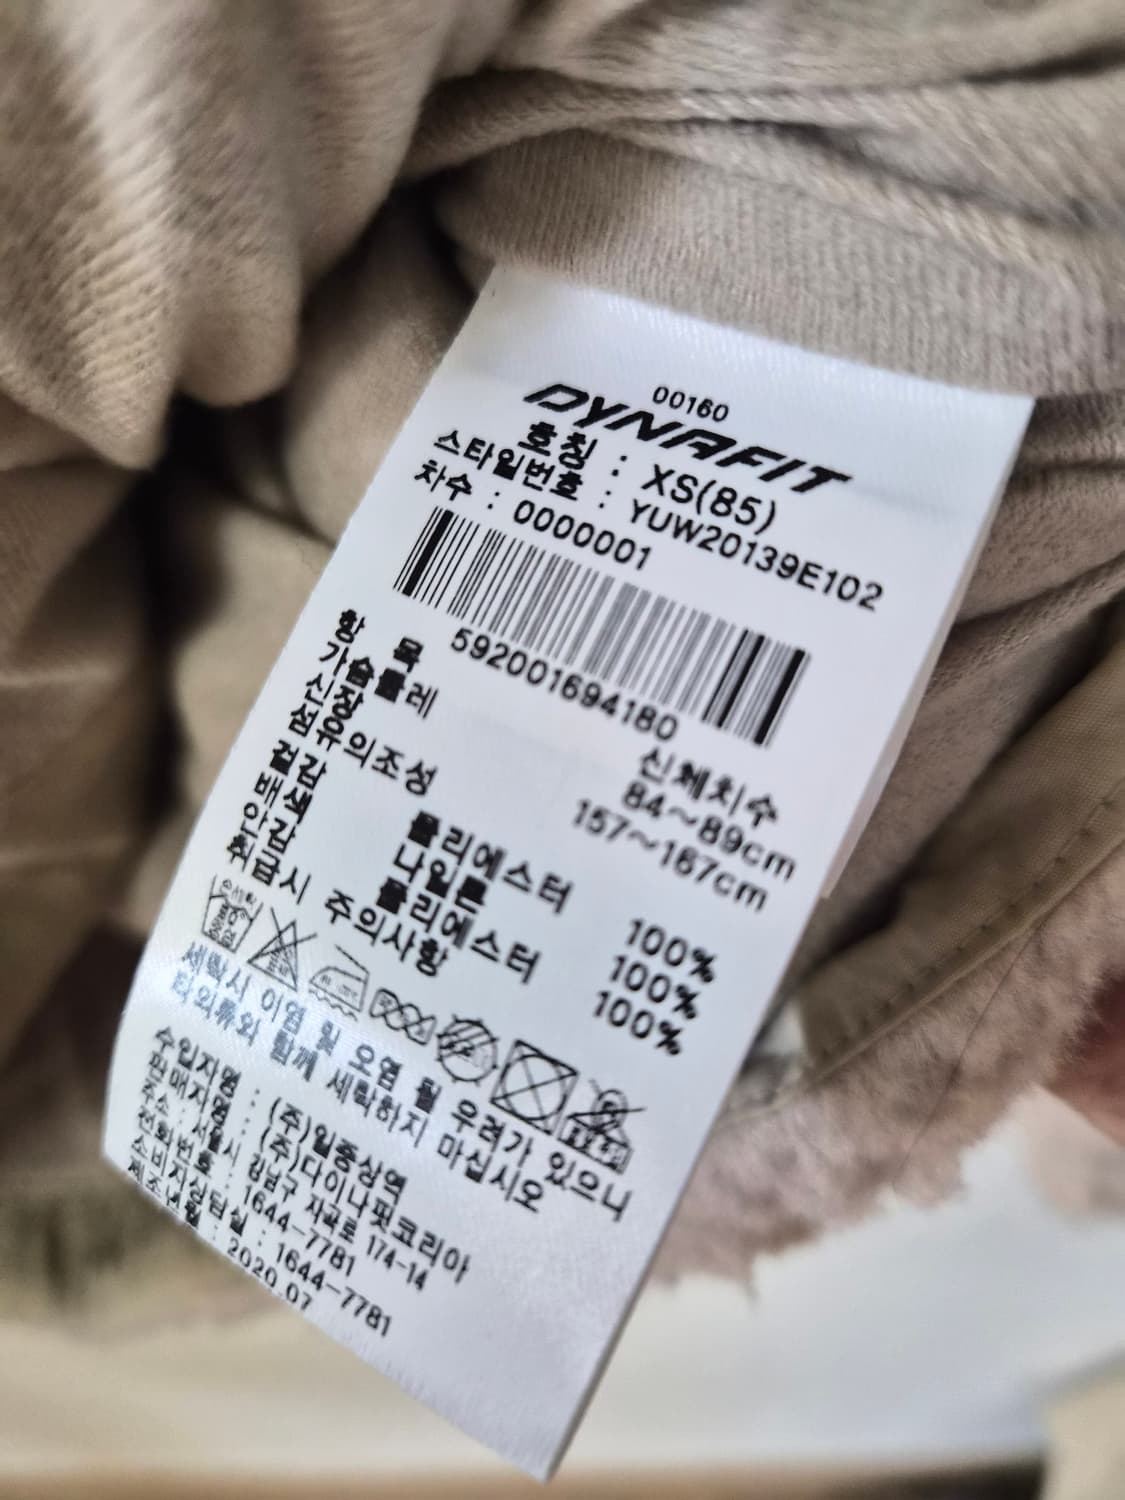 00160
DYNAFIT
호칭 : XS(85)
스타일번호 : YUW20139E102
차수 : 0000001
592001694180
항 목 신체치수
가슴둘레 84~89cm
신장 157~167cm
섬유의조성
겉감 폴리에스터 100%
배색 나일론 100%
안감 폴리에스터 100%
취급시 주의사항
세탁시 이염 될 오염 될 우려가 있으니
타의류와 함께 세탁하지 마십시오
수입자명 : (주)일중상역
판매자명 : (주)다이나핏코리아
주소 : 서울시 강남구 자곡로 174-14
전화번호 : 1644-7781
소비자상담실 : 1644-7781
제조년월 : 2020.07